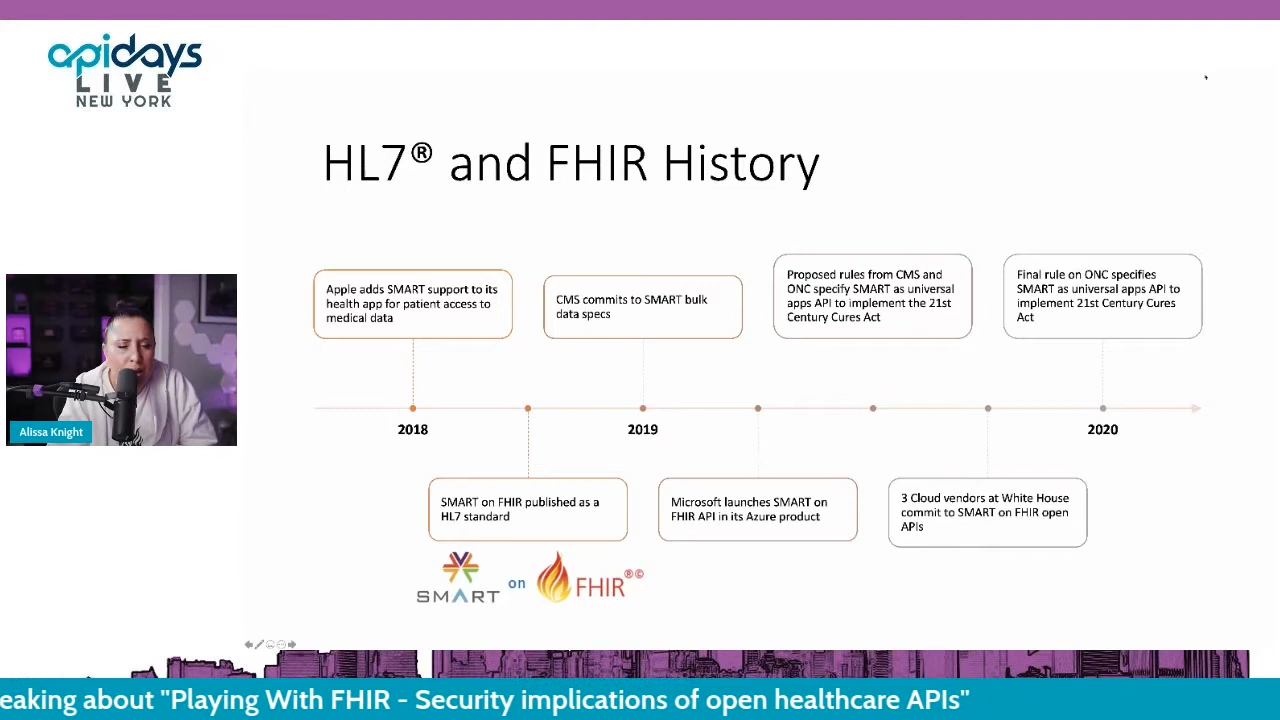 apidays
LIVE
NEW YORK
HL7® and FHIR History
Apple adds SMART support to its
health app for patient access to
medical data
CMS commits to SMART bulk
data specs
Proposed rules from CMS and
ONC specify SMART as universal
apps API to implement the 21st
Century Cures Act
Final rule on ONC specifies
SMART as universal apps API to
implement 21st Century Cures
Act
2018
2019
2020
SMART on FHIR published as a
HL7 standard
Microsoft launches SMART on
FHIR API in its Azure product
3 Cloud vendors at White House
commit to SMART on FHIR open
APIs
SMART on FHIR®©
Alissa Knight
eaking about "Playing With FHIR - Security implications of open healthcare APIs"